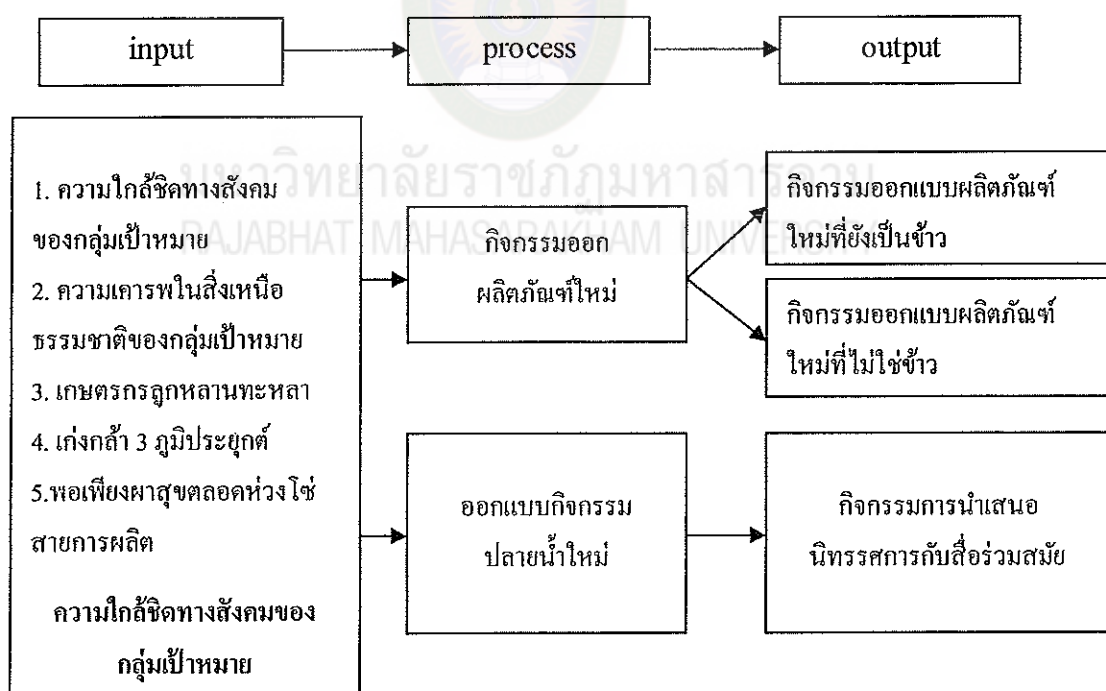 input
process
output
1. ความใกล้ชิดทางสังคม
ของกลุ่มเป้าหมาย
2. ความเคารพในสิ่งเหนือ
ธรรมชาติของกลุ่มเป้าหมาย
3. เกษตรกรลูกหลานทะหลา
4. เก่งกล้า 3 ภูมิประยุกต์
5.พอเพียงผาสุขตลอดห่วงโซ่
สายการผลิต
ความใกล้ชิดทางสังคมของ
กลุ่มเป้าหมาย
กิจกรรมออก
ผลิตภัณฑ์ใหม่
กิจกรรมออกแบบผลิตภัณฑ์
ใหม่ที่ยังเป็นข้าว
กิจกรรมออกแบบผลิตภัณฑ์
ใหม่ที่ไม่ใช่ข้าว
ออกแบบกิจกรรม
ปลายน้ำใหม่
กิจกรรมการนำเสนอ
นิทรรศการกับสื่อร่วมสมัย
มหาวิทยาลัยราชภัฏมหาสารคาม
RAJABHAT MAHASARAKHAM UNIVERSITY